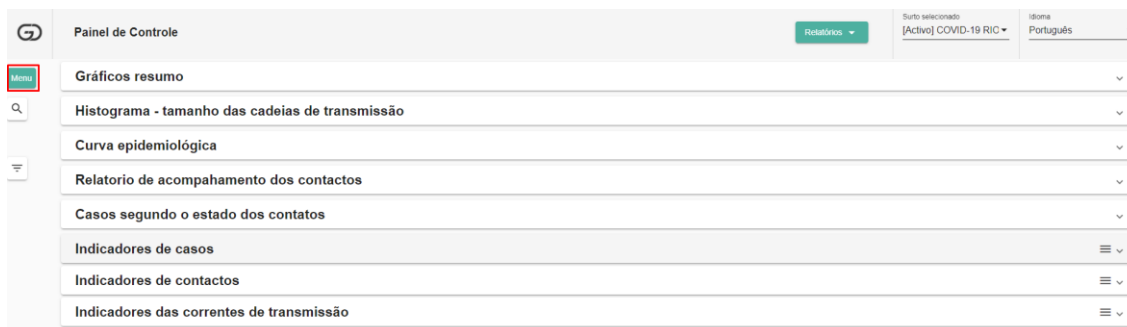 Painel de Controle
Relatórios
Surto selecionado
[Activo] COVID-19 RIC
Idioma
Português
Menu
Gráficos resumo
Histograma - tamanho das cadeias de transmissão
Curva epidemiológica
Relatorio de acompahamento dos contactos
Casos segundo o estado dos contatos
Indicadores de casos
Indicadores de contactos
Indicadores das correntes de transmissão